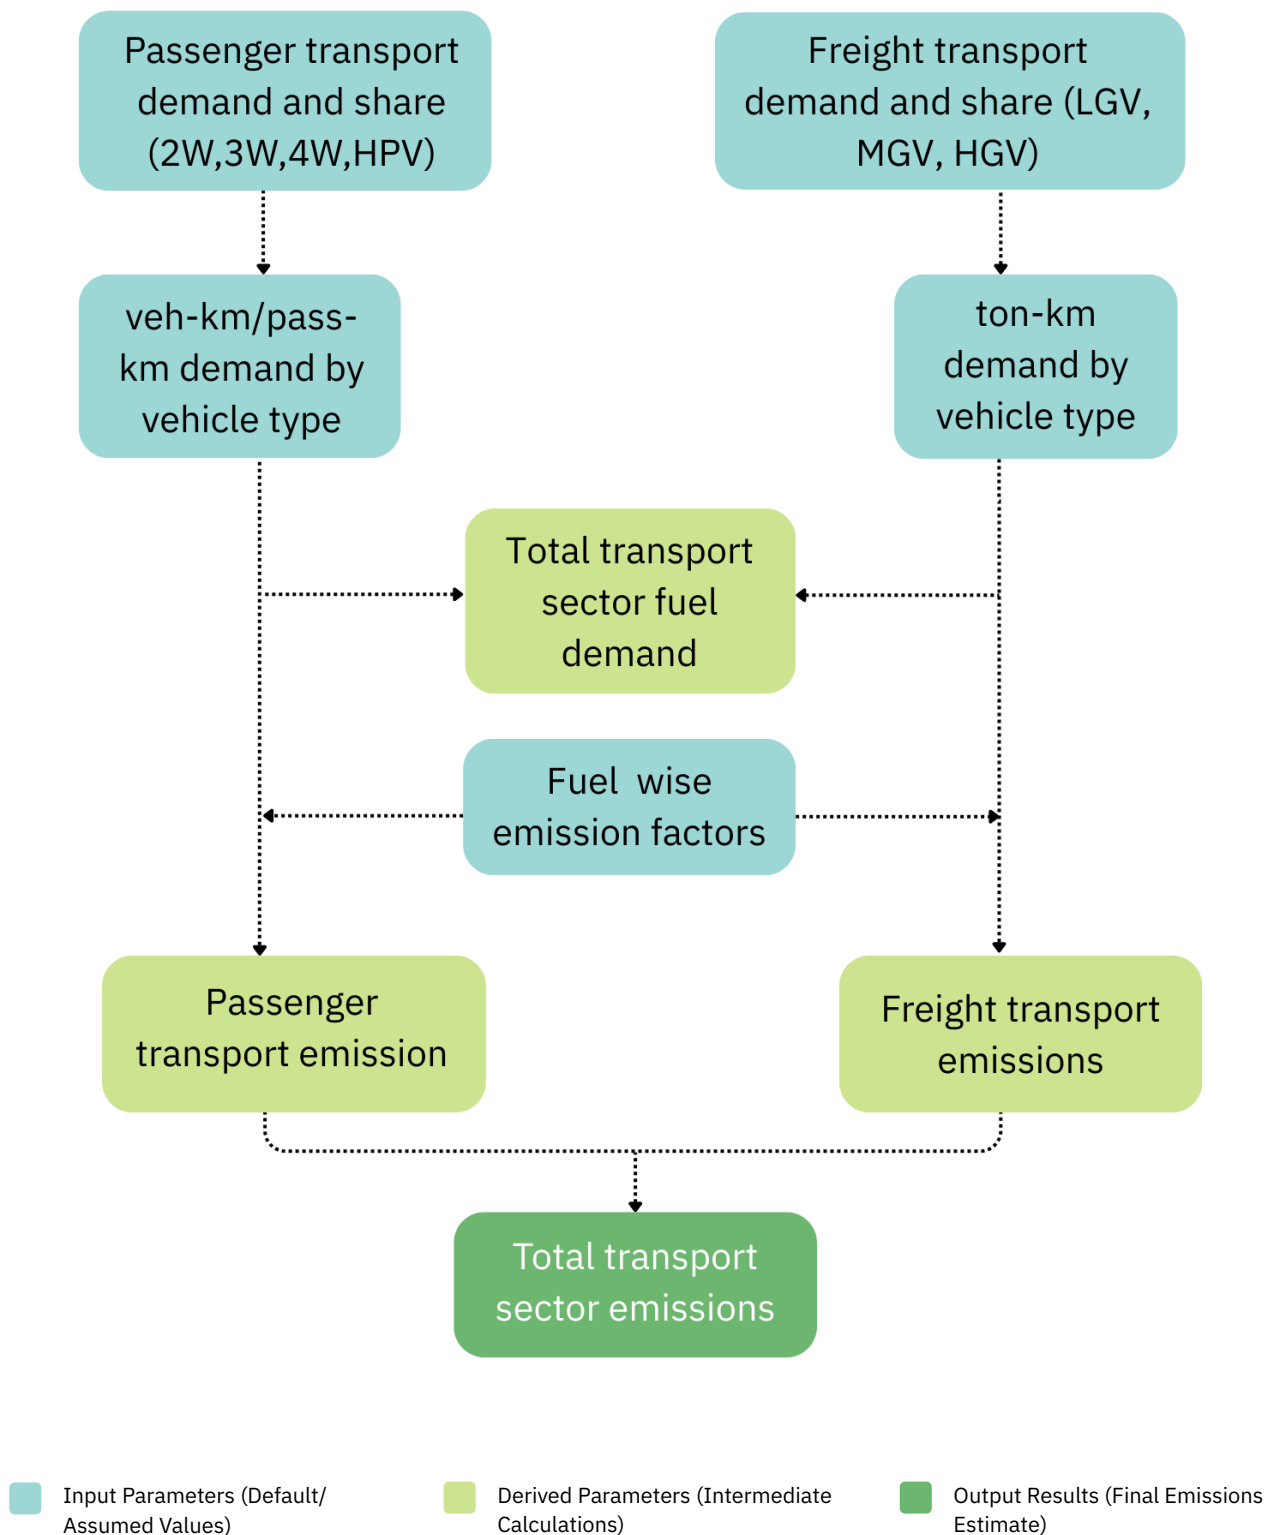 Passenger transport
demand and share
(2W,3W,4W,HPV)
Freight transport
demand and share (LGV,
MGV, HGV)
veh-km/pass-
km demand by
vehicle type
ton-km
demand by
vehicle type
Total transport
sector fuel
demand
Fuel  wise
emission factors
Passenger
transport emission
Freight transport
emissions
Total transport
sector emissions
Input Parameters (Default/
Assumed Values)
Derived Parameters (Intermediate
Calculations)
Output Results (Final Emissions
Estimate)